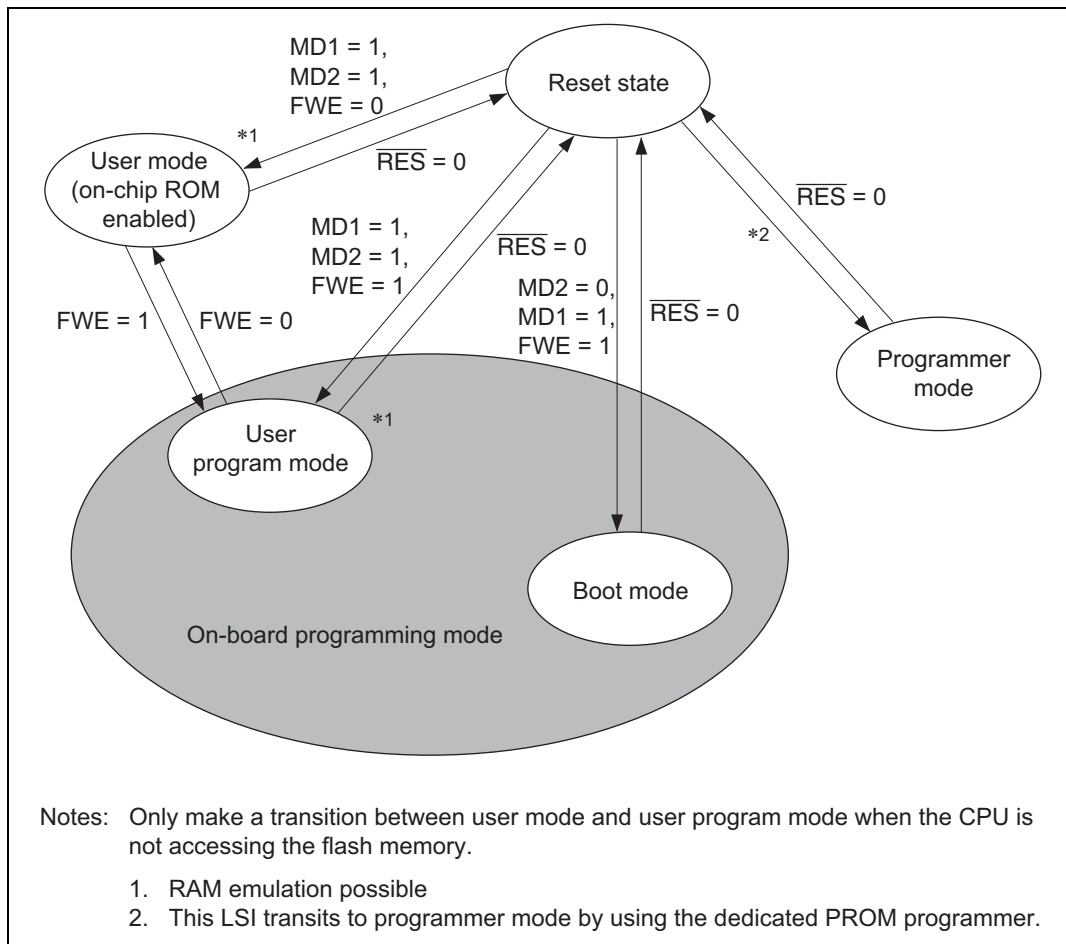 MD1 = 1,
MD2 = 1,
FWE = 0
Reset state
*1
RES = 0
User mode
(on-chip ROM
enabled)
MD1 = 1,
MD2 = 1,
FWE = 1
RES = 0
RES = 0
*2
MD2 = 0,
MD1 = 1,
FWE = 1
RES = 0
FWE = 1
FWE = 0
Programmer
mode
*1
User
program mode
Boot mode
On-board programming mode
Notes: Only make a transition between user mode and user program mode when the CPU is
not accessing the flash memory.
1. RAM emulation possible
2. This LSI transits to programmer mode by using the dedicated PROM programmer.